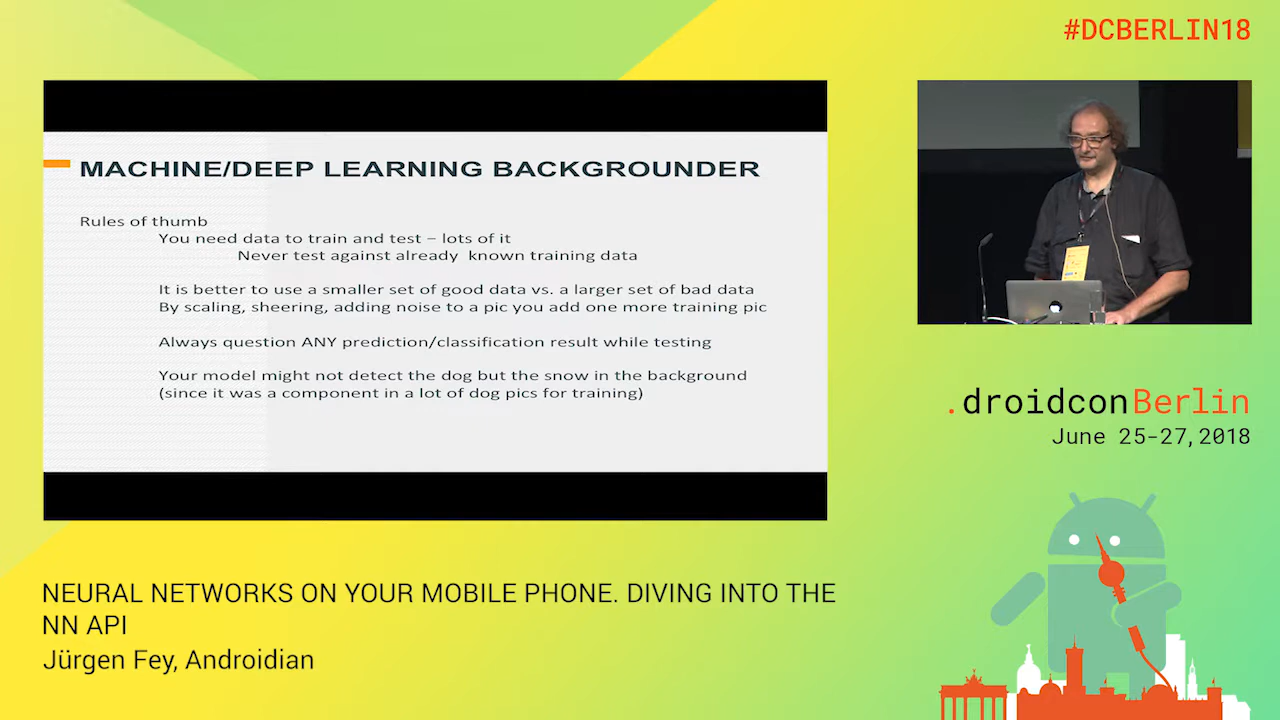 #DCBERLIN18
MACHINE/DEEP LEARNING BACKGROUNDER
Rules of thumb
You need data to train and test – lots of it
Never test against already known training data
It is better to use a smaller set of good data vs. a larger set of bad data
By scaling, sheering, adding noise to a pic you add one more training pic
Always question ANY prediction/classification result while testing
Your model might not detect the dog but the snow in the background
(since it was a component in a lot of dog pics for training)
.droidconBerlin
June 25-27,2018
NEURAL NETWORKS ON YOUR MOBILE PHONE. DIVING INTO THE
NN API
Jürgen Fey, Androidian